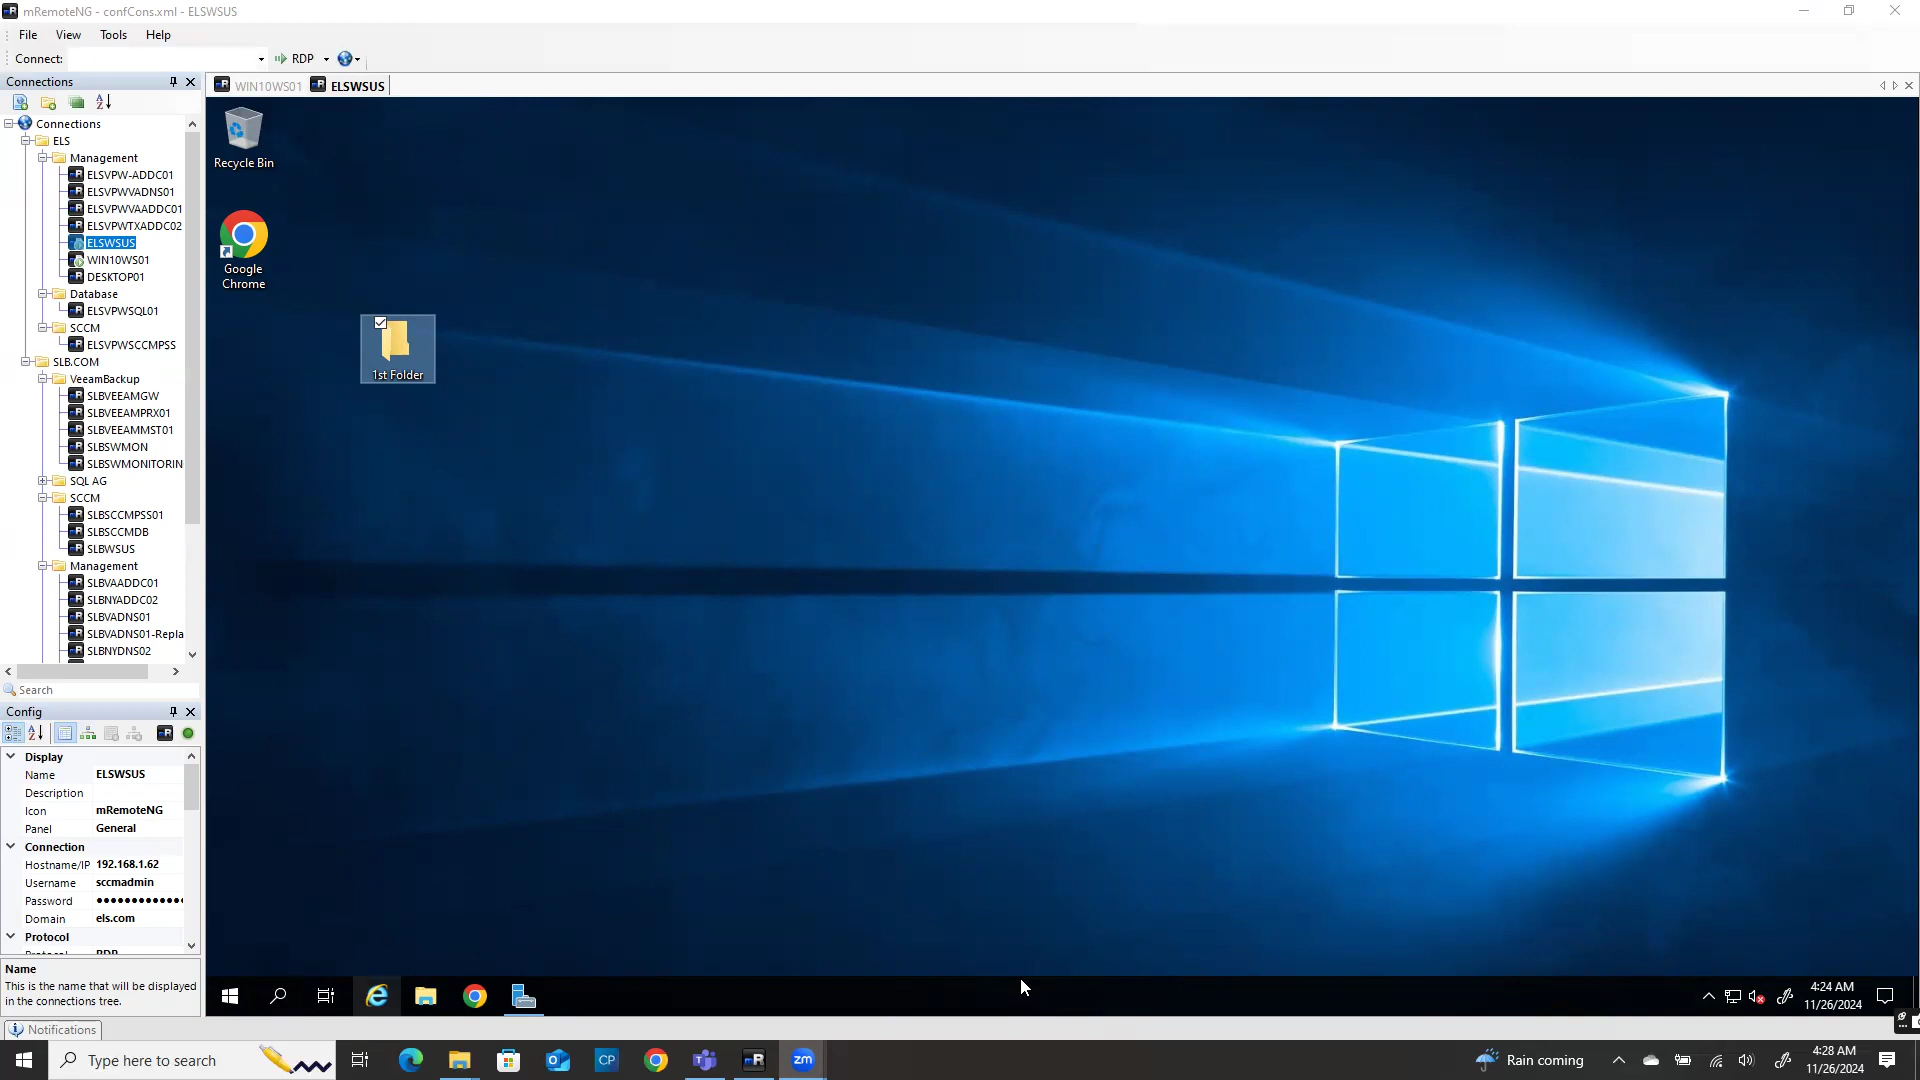 mRemoteNG - confCons.xml - ELSWSUS
File View Tools Help
Connect: RDP
Connections
WIN10WS01 ELSWSUS
Connections
ELS
Management
ELSVPW-ADDC01
ELSVPWVADNS01
ELSVPWVAADDC01
ELSVPWTXADDC02
ELSWSUS
WIN10WS01
DESKTOP01
Database
ELSVPWSQL01
SCCM
ELSVPWSCCMPSS
SLB.COM
VeeamBackup
SLBVEEAMGW
SLBVEEAMPRX01
SLBVEEAMMST01
SLBSWMON
SLBSWMONITORIN
SQL AG
SCCM
SLBSCCMPSS01
SLBSCCMDB
SLBWSUS
Management
SLBVAADDC01
SLBNYADDC02
SLBVADNS01
SLBVADNS01-Repla
SLBNYDNS02
Search
Config
Display
Name ELSWSUS
Description
Icon mRemoteNG
Panel General
Connection
Hostname/IP 192.168.1.62
Username sccmadmin
Password •••••••••••••
Domain els.com
Protocol
Protocol RDP
Name
This is the name that will be displayed
in the connections tree.
Notifications
Recycle Bin
Google
Chrome
1st Folder
4:24 AM
11/26/2024
Type here to search
CP
zm
Rain coming
4:28 AM
11/26/2024